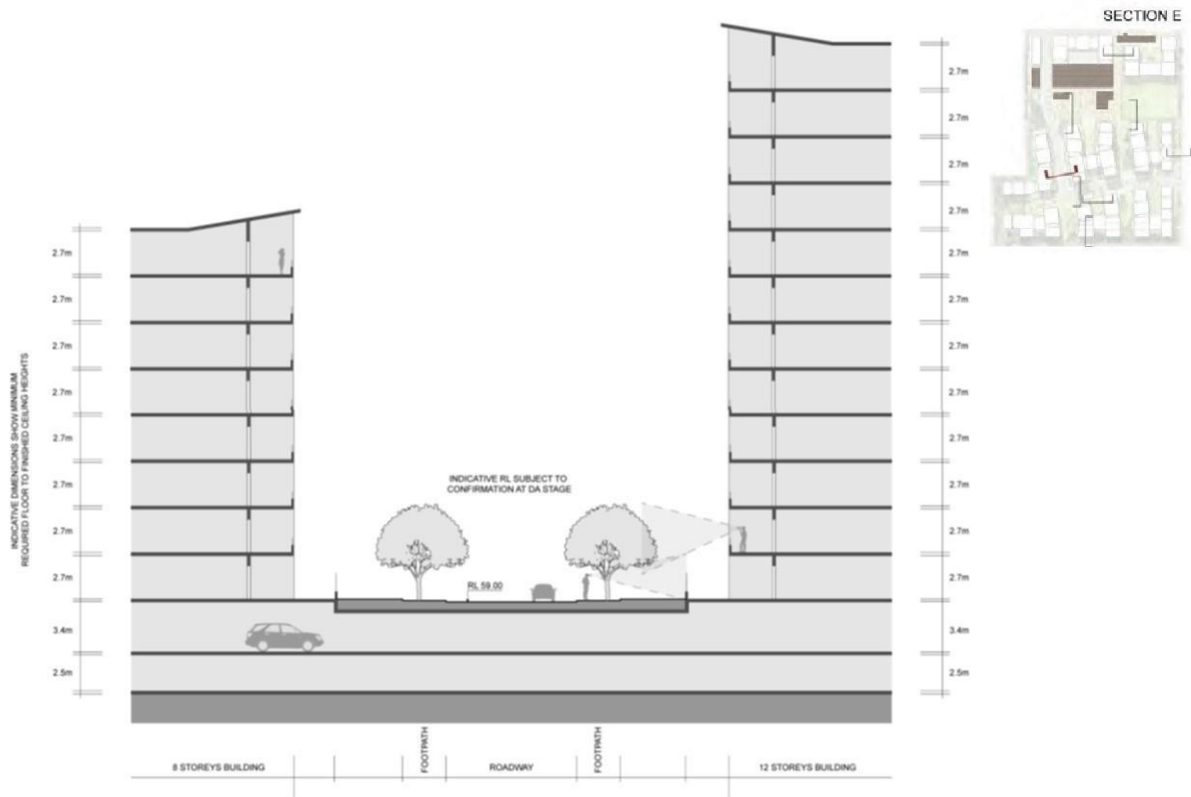 SECTION E
2.7m
2.7m
2.7m
2.7m
2.7m
2.7m
2.7m
2.7m
2.7m
2.7m
2.7m
2.7m
3.4m
2.5m
2.7m
2.7m
2.7m
2.7m
2.7m
2.7m
2.7m
2.7m
3.4m
2.5m
INDICATIVE DIMENSIONS SHOW MINIMUM
REQUIRED FLOOR TO FINISHED CEILING HEIGHTS
INDICATIVE RL SUBJECT TO
CONFIRMATION AT DA STAGE
RL 59.00
8 STOREYS BUILDING
FOOTPATH
ROADWAY
FOOTPATH
12 STOREYS BUILDING